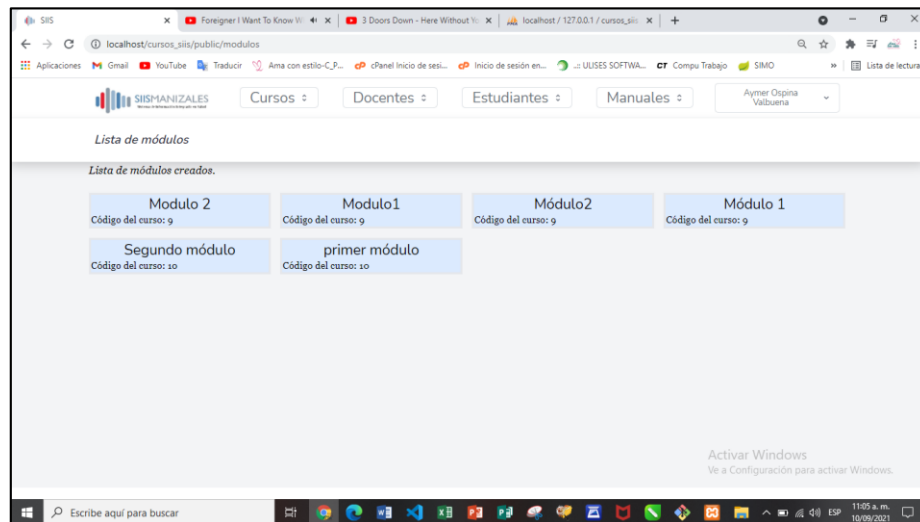 SIIS
Foreigner I Want To Know W
3 Doors Down - Here Without Yo
localhost / 127.0.0.1 / cursos_siis
localhost/cursos_siis/public/modulos
Aplicaciones Gmail YouTube Traducir Ama con estilo-C_P... cPanel Inicio de sesi... Inicio de sesión en... ..:: ULISES SOFTWA... CT Compu Trabajo SIMO » Lista de lectura
SIISMANIZALES Cursos Docentes Estudiantes Manuales Aymer Ospina
Valbuena
Lista de módulos
Lista de módulos creados.
Modulo 2 Modulo1 Módulo2 Módulo 1
Código del curso: 9 Código del curso: 9 Código del curso: 9 Código del curso: 9
Segundo módulo primer módulo
Código del curso: 10 Código del curso: 10
Activar Windows
Ve a Configuración para activar Windows.
Escribe aquí para buscar ESP 11:05 a. m.
10/09/2021